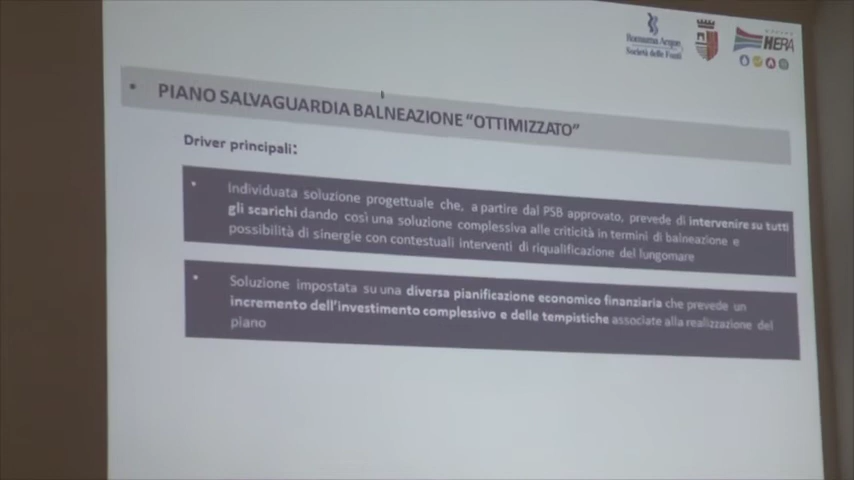 Romagna Acque
Società delle Fonti
GRUPPO
HERA
• PIANO SALVAGUARDIA BALNEAZIONE “OTTIMIZZATO”
Driver principali:
• Individuata soluzione progettuale che, a partire dal PSB approvato, prevede di intervenire su tutti
gli scarichi dando così una soluzione complessiva alle criticità in termini di balneazione e
possibilità di sinergie con contestuali interventi di riqualificazione del lungomare
• Soluzione impostata su una diversa pianificazione economico finanziaria che prevede un
incremento dell'investimento complessivo e delle tempistiche associate alla realizzazione del
piano